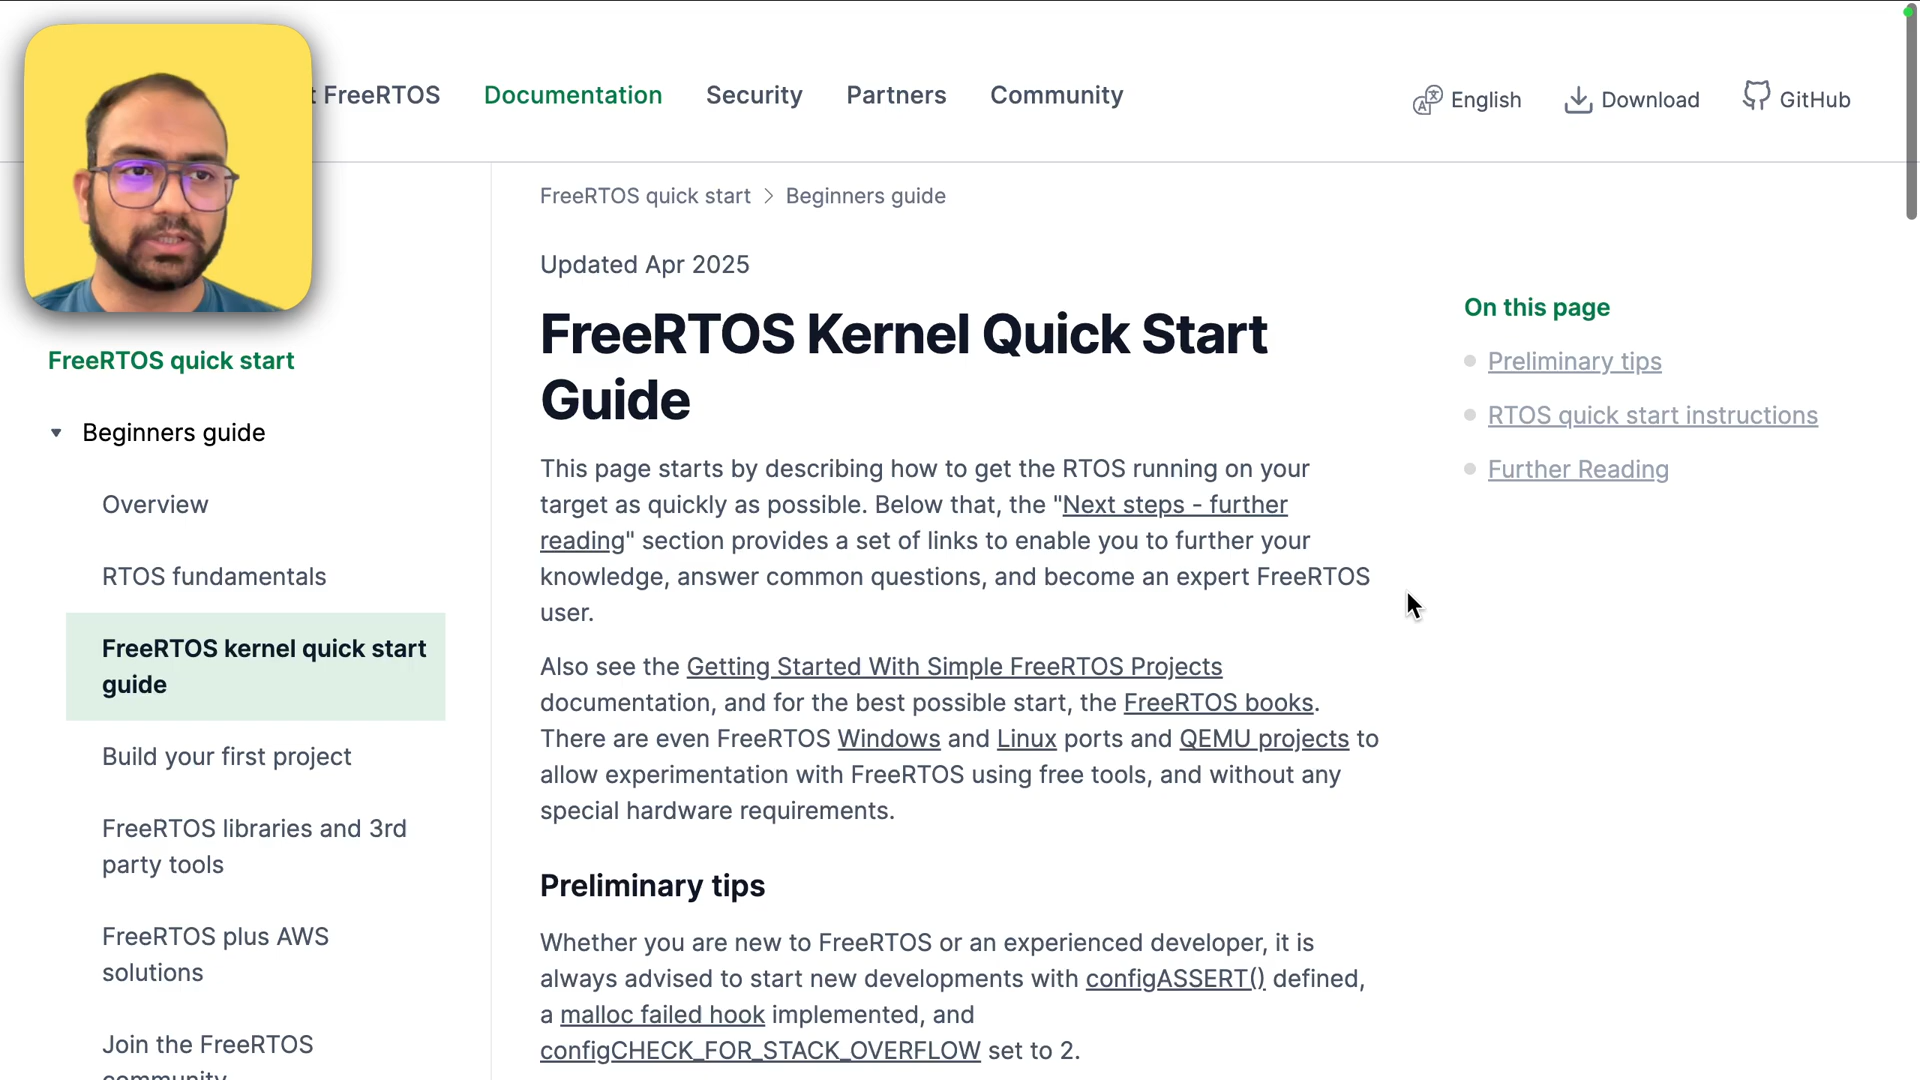 t FreeRTOS
Documentation
Security
Partners
Community
English
Download
GitHub
FreeRTOS quick start > Beginners guide
Updated Apr 2025
FreeRTOS Kernel Quick Start
Guide
This page starts by describing how to get the RTOS running on your
target as quickly as possible. Below that, the "Next steps - further
reading" section provides a set of links to enable you to further your
knowledge, answer common questions, and become an expert FreeRTOS
user.
Also see the Getting Started With Simple FreeRTOS Projects
documentation, and for the best possible start, the FreeRTOS books.
There are even FreeRTOS Windows and Linux ports and QEMU projects to
allow experimentation with FreeRTOS using free tools, and without any
special hardware requirements.
Preliminary tips
Whether you are new to FreeRTOS or an experienced developer, it is
always advised to start new developments with configASSERT() defined,
a malloc failed hook implemented, and
configCHECK_FOR_STACK_OVERFLOW set to 2.
On this page
Preliminary tips
RTOS quick start instructions
Further Reading
FreeRTOS quick start
Beginners guide
Overview
RTOS fundamentals
FreeRTOS kernel quick start
guide
Build your first project
FreeRTOS libraries and 3rd
party tools
FreeRTOS plus AWS
solutions
Join the FreeRTOS
community